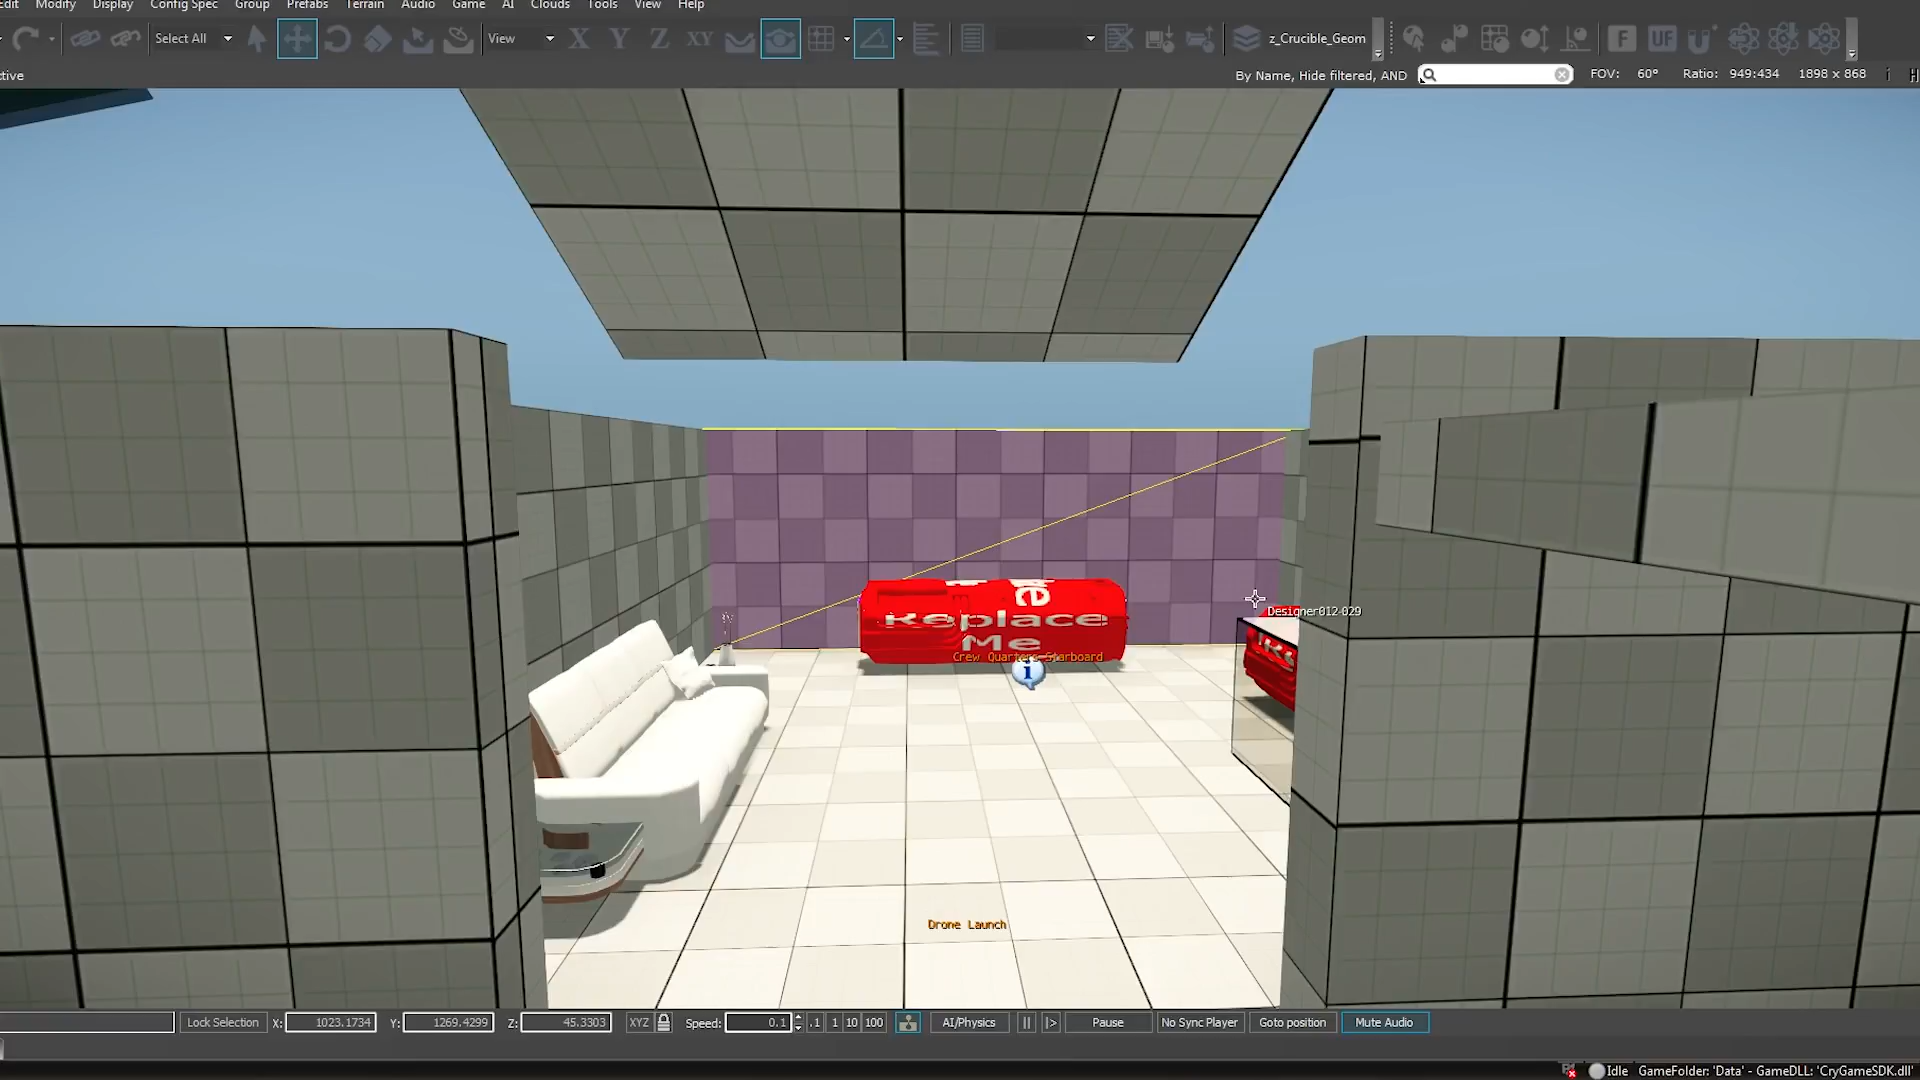 Modify Display Config Spec Group Prefabs Terrain Audio Game AI Clouds Tools View Help
Select All View X Y Z XY z_Crucible_Geom F UF U
By Name, Hide filtered, AND FOV: 60° Ratio: 949:434 1898 x 868
Designer012-029
Replace
Me
Crew Quarters Starboard
i
Drone Launch
Lock Selection X: 1023.1734 Y: 1269.4299 Z: 45.3303 XYZ Speed: 0.1 .1 1 10 100 AI/Physics Pause No Sync Player Goto position Mute Audio
Idle GameFolder: 'Data' - GameDLL: 'CryGameSDK.dll'